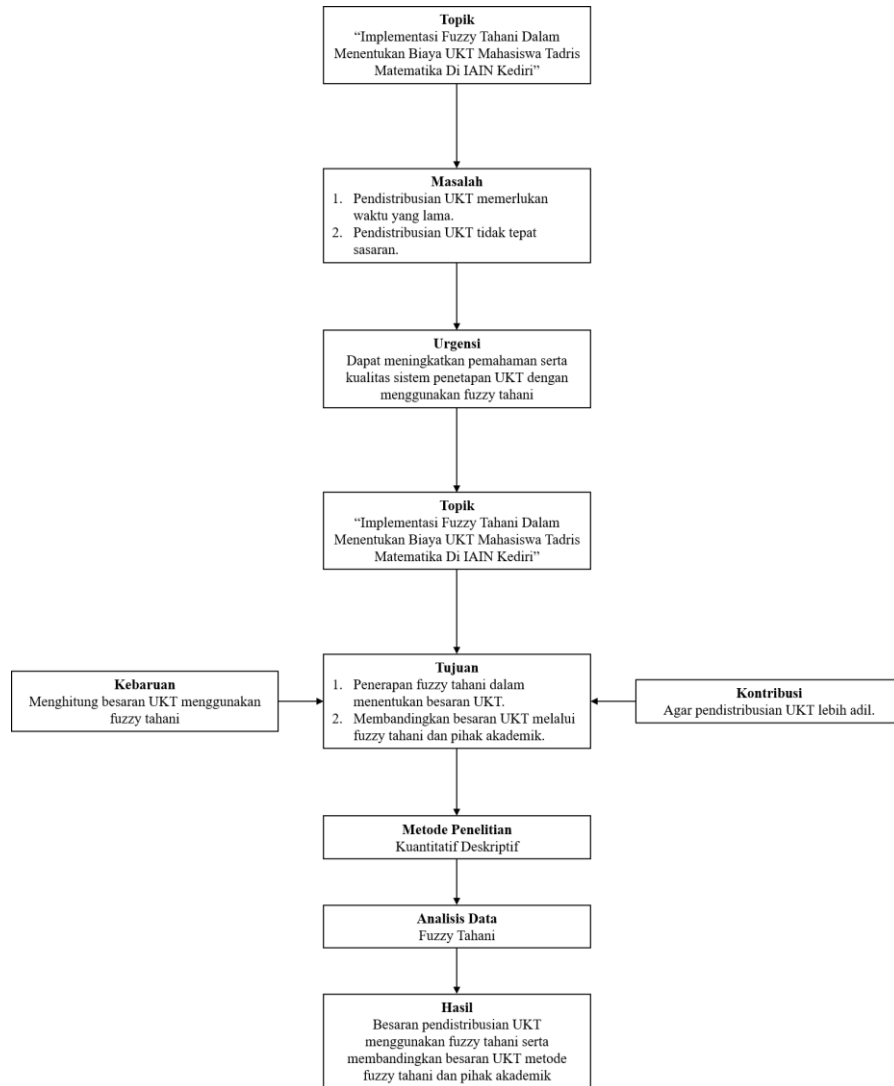 Topik
“Implementasi Fuzzy Tahani Dalam
Menentukan Biaya UKT Mahasiswa Tadris
Matematika Di IAIN Kediri”
Masalah
1. Pendistribusian UKT memerlukan
waktu yang lama.
2. Pendistribusian UKT tidak tepat
sasaran.
Urgensi
Dapat meningkatkan pemahaman serta
kualitas sistem penetapan UKT dengan
menggunakan fuzzy tahani
Topik
“Implementasi Fuzzy Tahani Dalam
Menentukan Biaya UKT Mahasiswa Tadris
Matematika Di IAIN Kediri”
Kebaruan
Menghitung besaran UKT menggunakan
fuzzy tahani
Tujuan
1. Penerapan fuzzy tahani dalam
menentukan besaran UKT.
2. Membandingkan besaran UKT melalui
fuzzy tahani dan pihak akademik.
Kontribusi
Agar pendistribusian UKT lebih adil.
Metode Penelitian
Kuantitatif Deskriptif
Analisis Data
Fuzzy Tahani
Hasil
Besaran pendistribusian UKT
menggunakan fuzzy tahani serta
membandingkan besaran UKT metode
fuzzy tahani dan pihak akademik